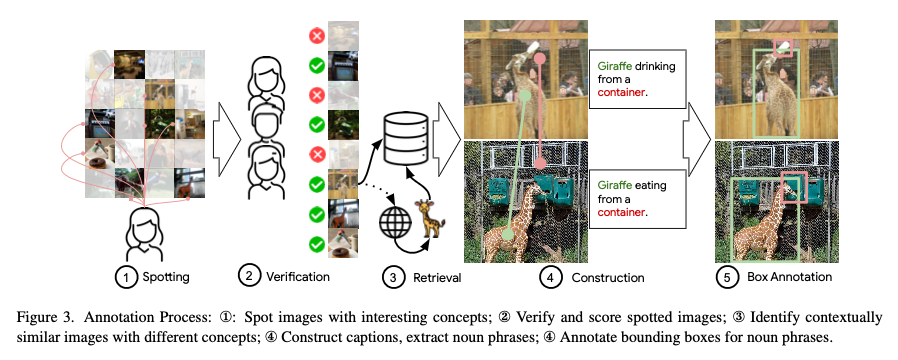 Giraffe drinking
from a
container.
Giraffe eating
from a
container.
1 Spotting
2 Verification
3 Retrieval
4 Construction
5 Box Annotation
Figure 3. Annotation Process: ①: Spot images with interesting concepts; ② Verify and score spotted images; ③ Identify contextually
similar images with different concepts; ④ Construct captions, extract noun phrases; ④ Annotate bounding boxes for noun phrases.